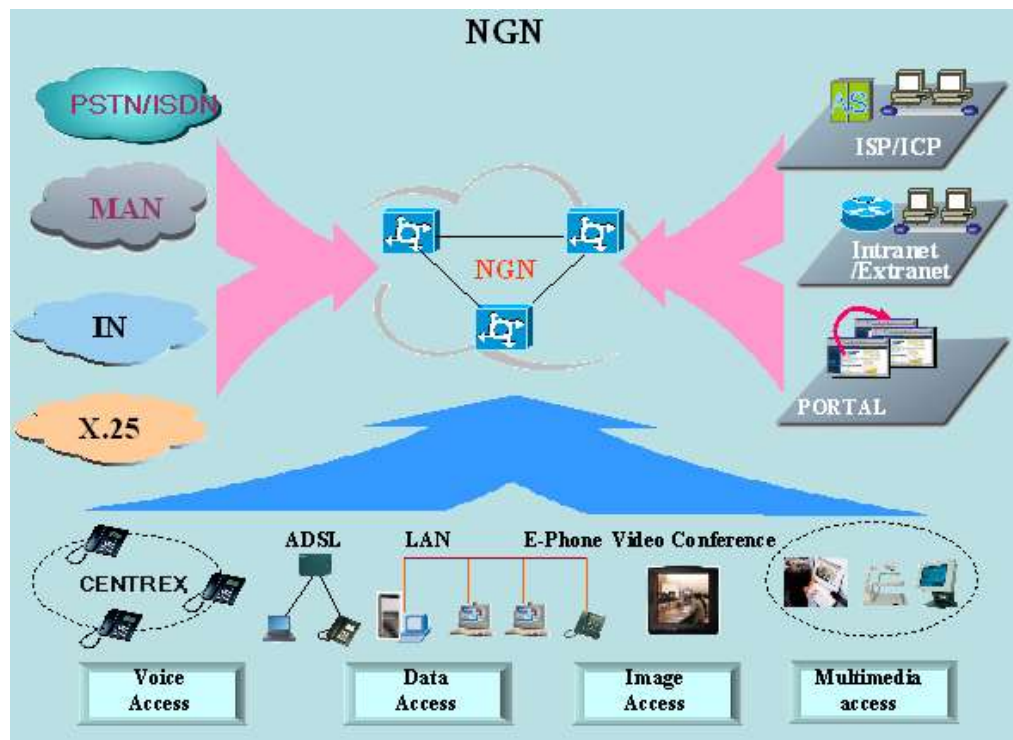 NGN
PSTN/ISDN
MAN
IN
X.25
NGN
AS
ISP/ICP
Intranet
/Extranet
PORTAL
CENTREX
ADSL
LAN
E-Phone
Video Conference
Voice
Access
Data
Access
Image
Access
Multimedia
access